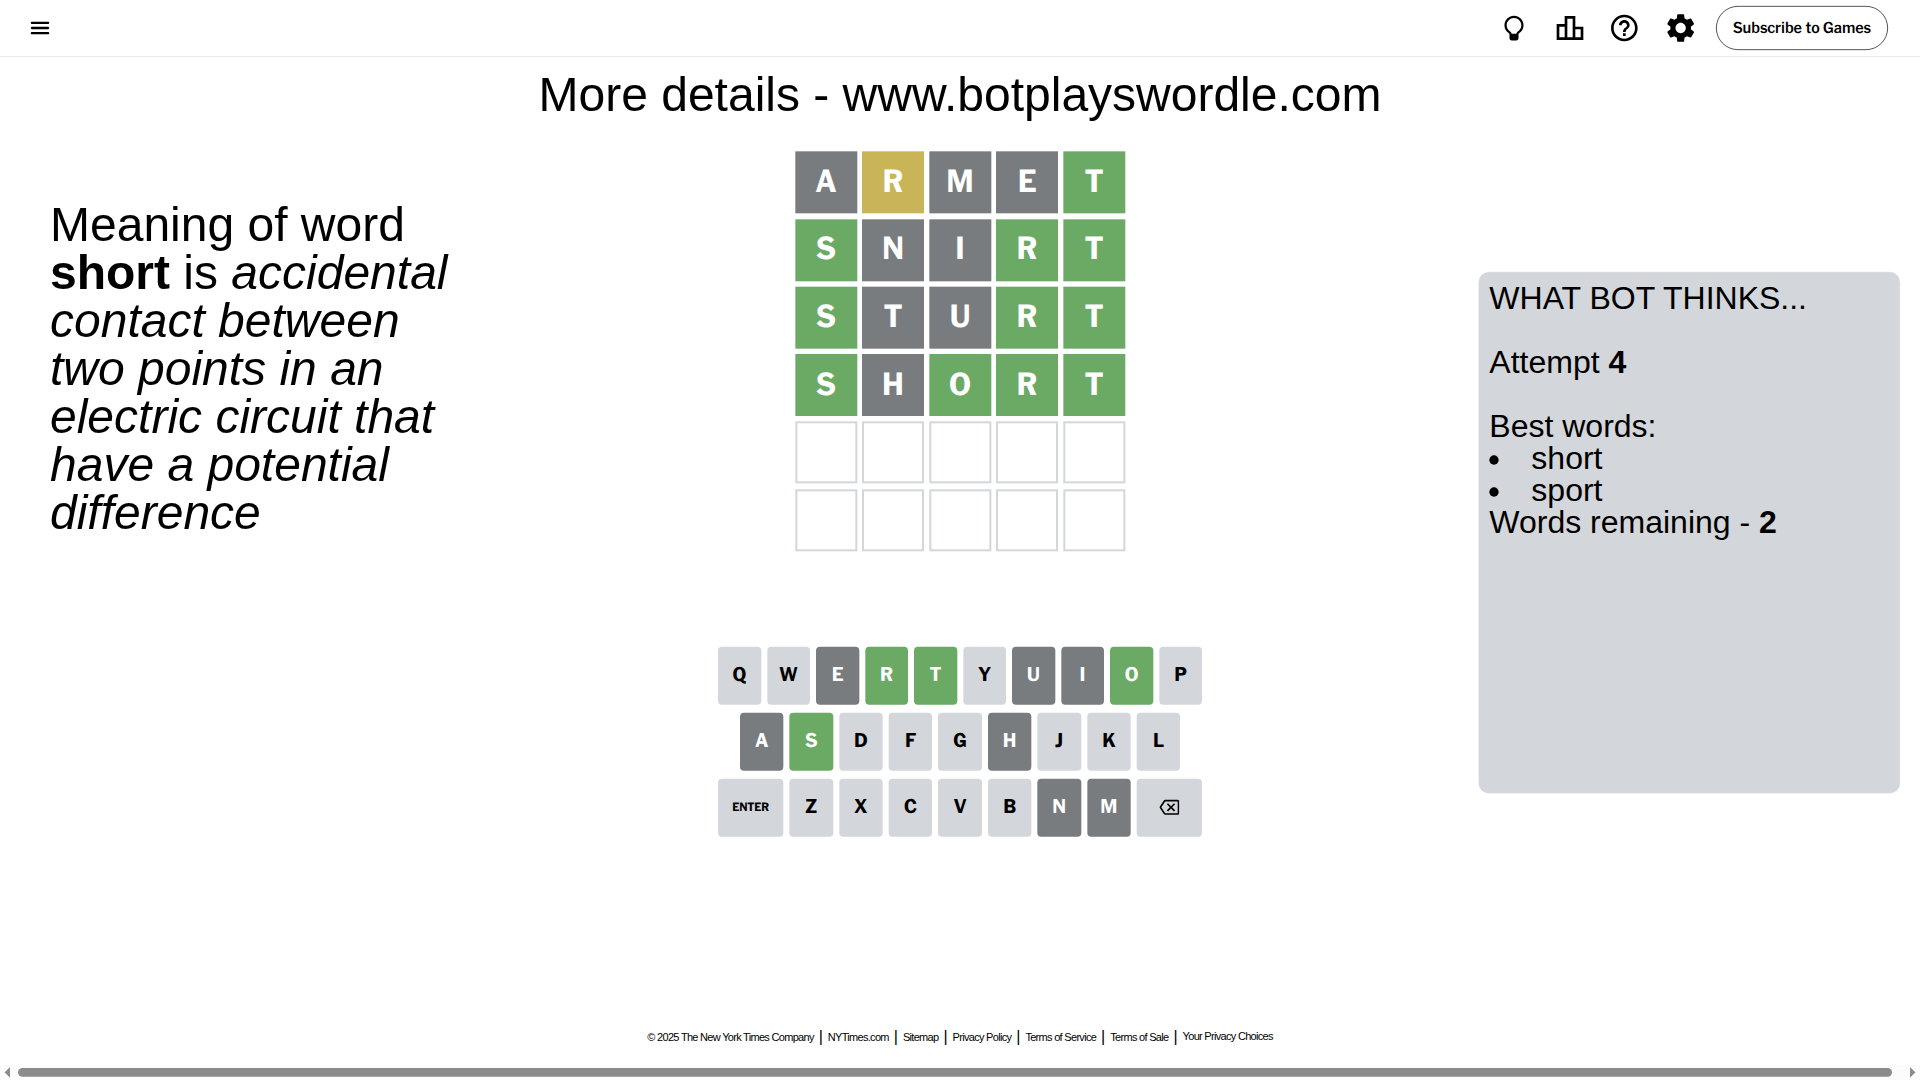 Subscribe to Games
More details - www.botplayswordle.com
Meaning of word
short is accidental
contact between
two points in an
electric circuit that
have a potential
difference
A R M E T
S N I R T
S T U R T
S H O R T
WHAT BOT THINKS...
Attempt 4
Best words:
• short
• sport
Words remaining - 2
Q W E R T Y U I O P
A S D F G H J K L
ENTER Z X C V B N M
© 2025 The New York Times Company | NYTimes.com | Sitemap | Privacy Policy | Terms of Service | Terms of Sale | Your Privacy Choices